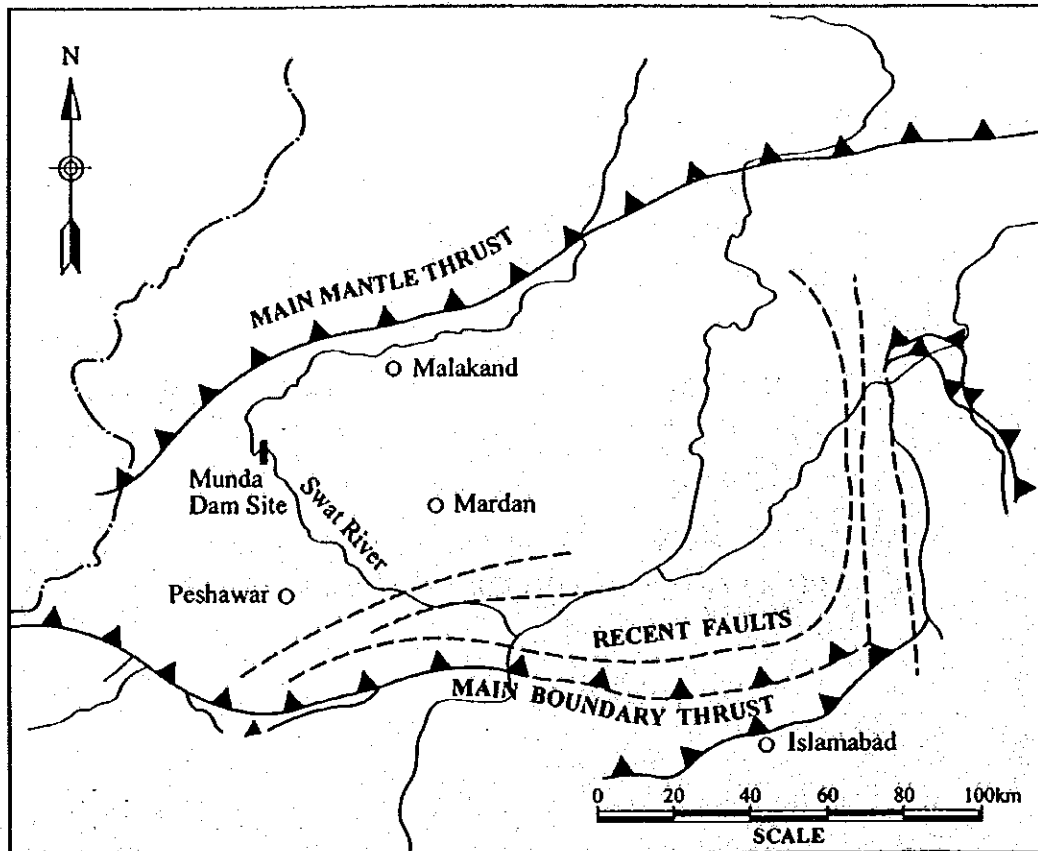 N
MAIN MANTLE THRUST
Malakand
Munda
Dam Site
Swat River
Mardan
Peshawar
RECENT FAULTS
MAIN BOUNDARY THRUST
Islamabad
0 20 40 60 80 100km
SCALE